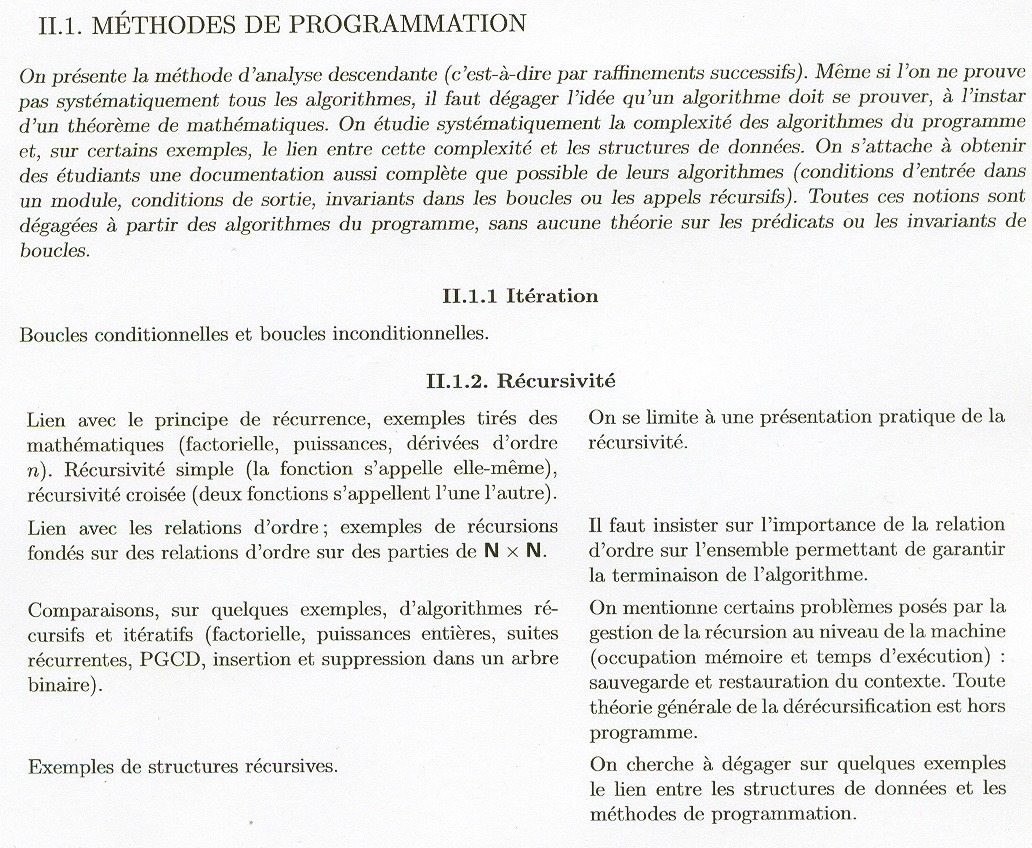 II.1. MÉTHODES DE PROGRAMMATION
On présente la méthode d'analyse descendante (c'est-à-dire par raffinements successifs). Même si l'on ne prouve
pas systématiquement tous les algorithmes, il faut dégager l'idée qu'un algorithme doit se prouver, à l'instar
d'un théorème de mathématiques. On étudie systématiquement la complexité des algorithmes du programme
et, sur certains exemples, le lien entre cette complexité et les structures de données. On s'attache à obtenir
des étudiants une documentation aussi complète que possible de leurs algorithmes (conditions d'entrée dans
un module, conditions de sortie, invariants dans les boucles ou les appels récursifs). Toutes ces notions sont
dégagées à partir des algorithmes du programme, sans aucune théorie sur les prédicats ou les invariants de
boucles.
II.1.1 Itération
Boucles conditionnelles et boucles inconditionnelles.
II.1.2. Récursivité
Lien avec le principe de récurrence, exemples tirés des
mathématiques (factorielle, puissances, dérivées d'ordre
n). Récursivité simple (la fonction s'appelle elle-même),
récursivité croisée (deux fonctions s'appellent l'une l'autre).
On se limite à une présentation pratique de la
récursivité.
Lien avec les relations d'ordre ; exemples de récursions
fondés sur des relations d'ordre sur des parties de N × N.
Il faut insister sur l'importance de la relation
d'ordre sur l'ensemble permettant de garantir
la terminaison de l'algorithme.
Comparaisons, sur quelques exemples, d'algorithmes ré-
cursifs et itératifs (factorielle, puissances entières, suites
récurrentes, PGCD, insertion et suppression dans un arbre
binaire).
On mentionne certains problèmes posés par la
gestion de la récursion au niveau de la machine
(occupation mémoire et temps d'exécution) :
sauvegarde et restauration du contexte. Toute
théorie générale de la dérécursification est hors
programme.
Exemples de structures récursives.
On cherche à dégager sur quelques exemples
le lien entre les structures de données et les
méthodes de programmation.